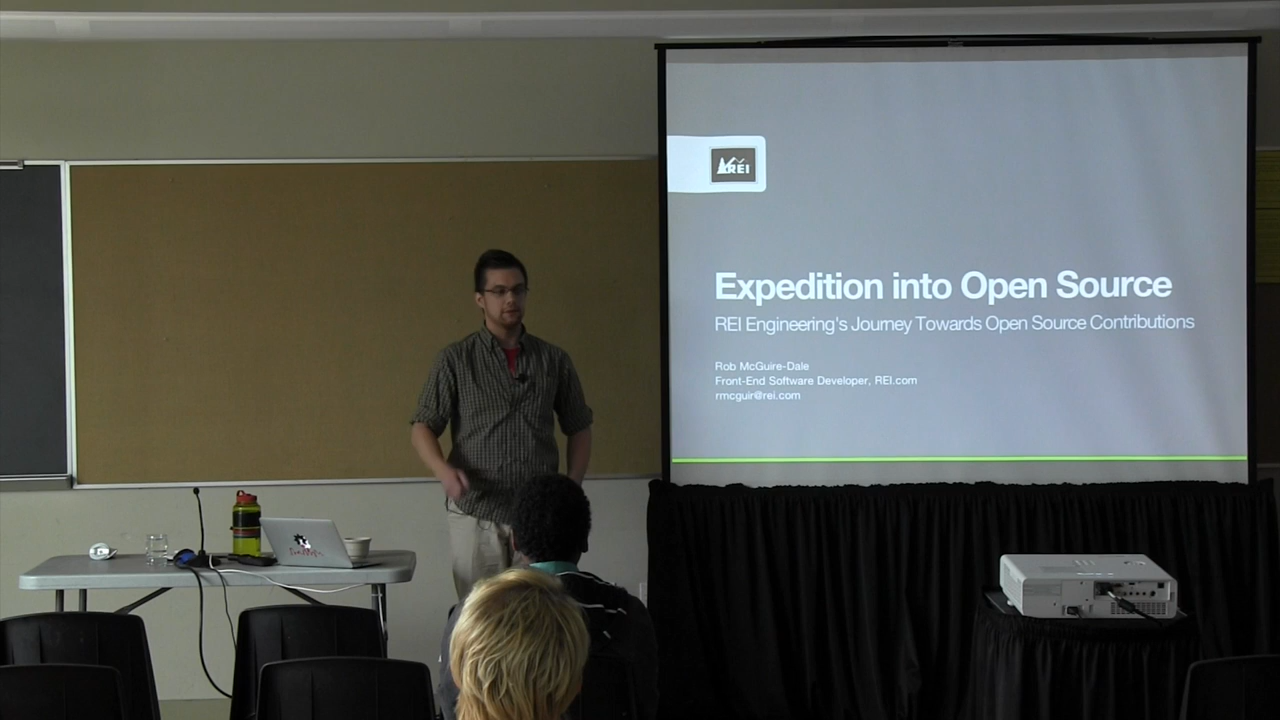 REI
Expedition into Open Source
REI Engineering's Journey Towards Open Source Contributions
Rob McGuire-Dale
Front-End Software Developer, REI.com
rmcguir@rei.com